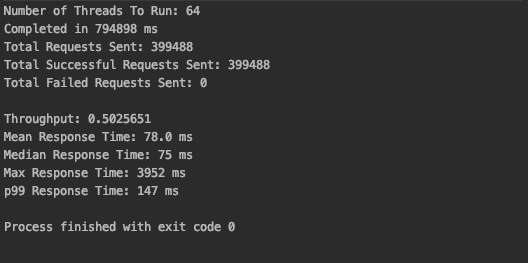 Number of Threads To Run: 64
Completed in 794898 ms
Total Requests Sent: 399488
Total Successful Requests Sent: 399488
Total Failed Requests Sent: 0
Throughput: 0.5025651
Mean Response Time: 78.0 ms
Median Response Time: 75 ms
Max Response Time: 3952 ms
p99 Response Time: 147 ms
Process finished with exit code 0